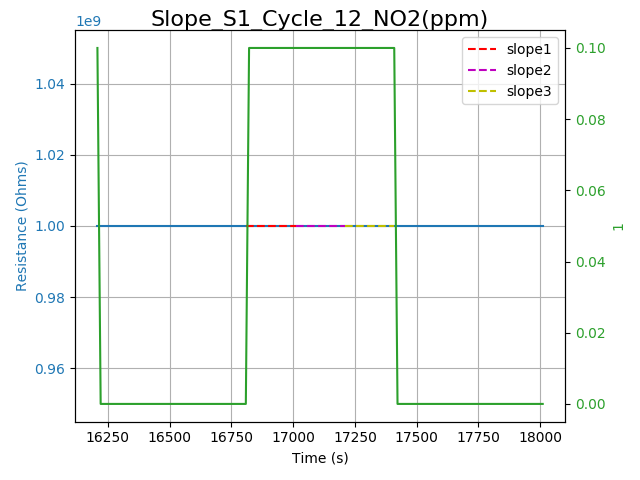 Slope_S1_Cycle_12_NO2(ppm)
1e9
slope1
slope2
slope3
1.04
1.02
1.00
0.98
0.96
Resistance (Ohms)
0.10
0.08
0.06
0.04
0.02
0.00
1
16250 16500 16750 17000 17250 17500 17750 18000
Time (s)